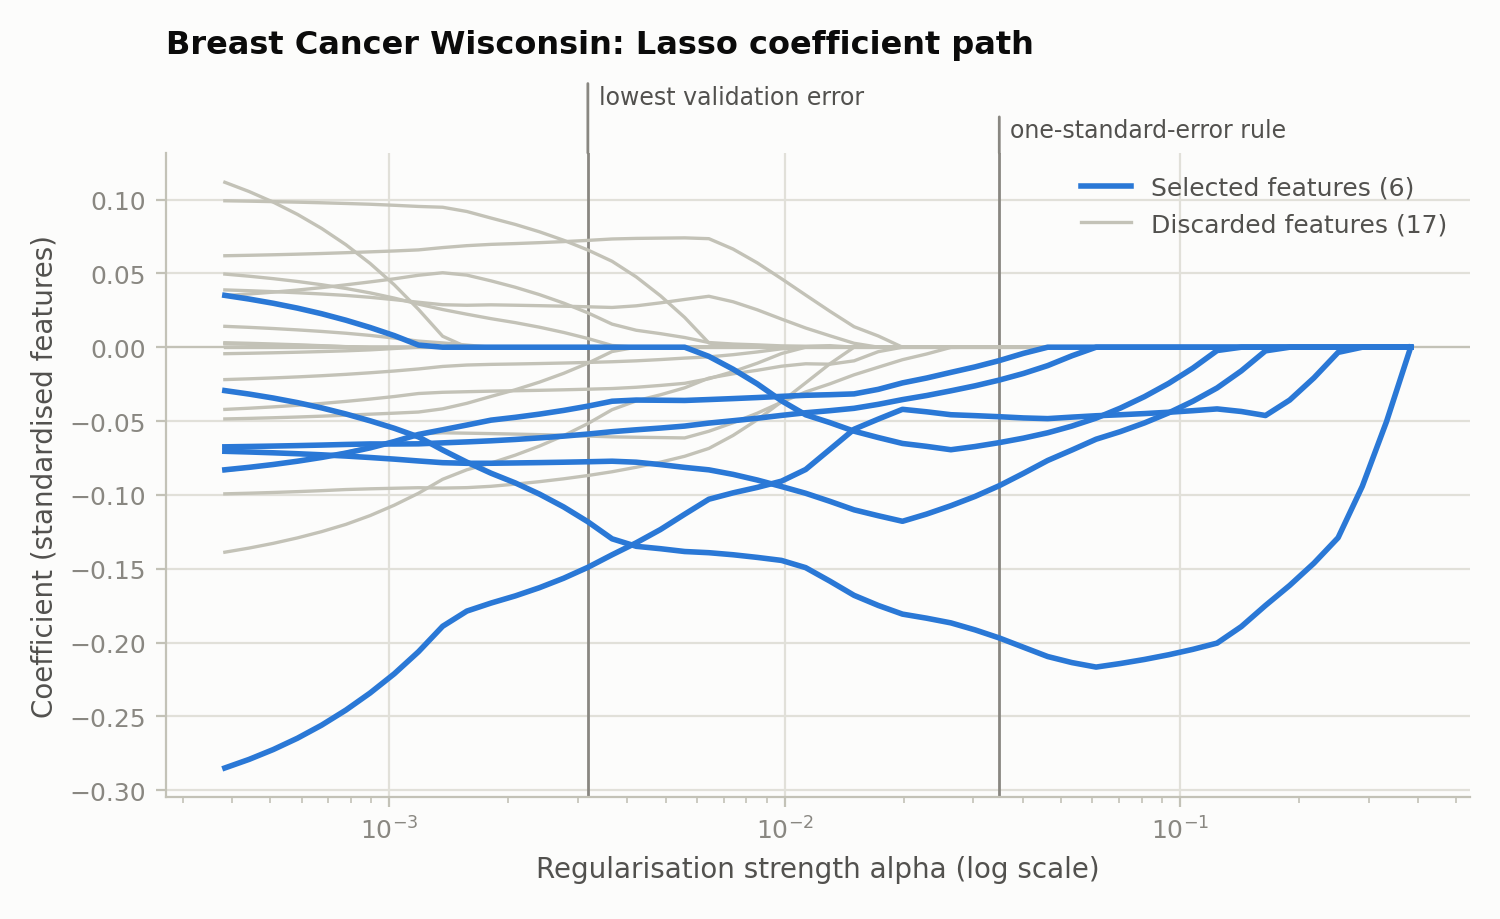 Breast Cancer Wisconsin: Lasso coefficient path
lowest validation error
one-standard-error rule
Selected features (6)
Discarded features (17)
Coefficient (standardised features)
0.10
0.05
0.00
−0.05
−0.10
−0.15
−0.20
−0.25
−0.30
10⁻³
10⁻²
10⁻¹
Regularisation strength alpha (log scale)